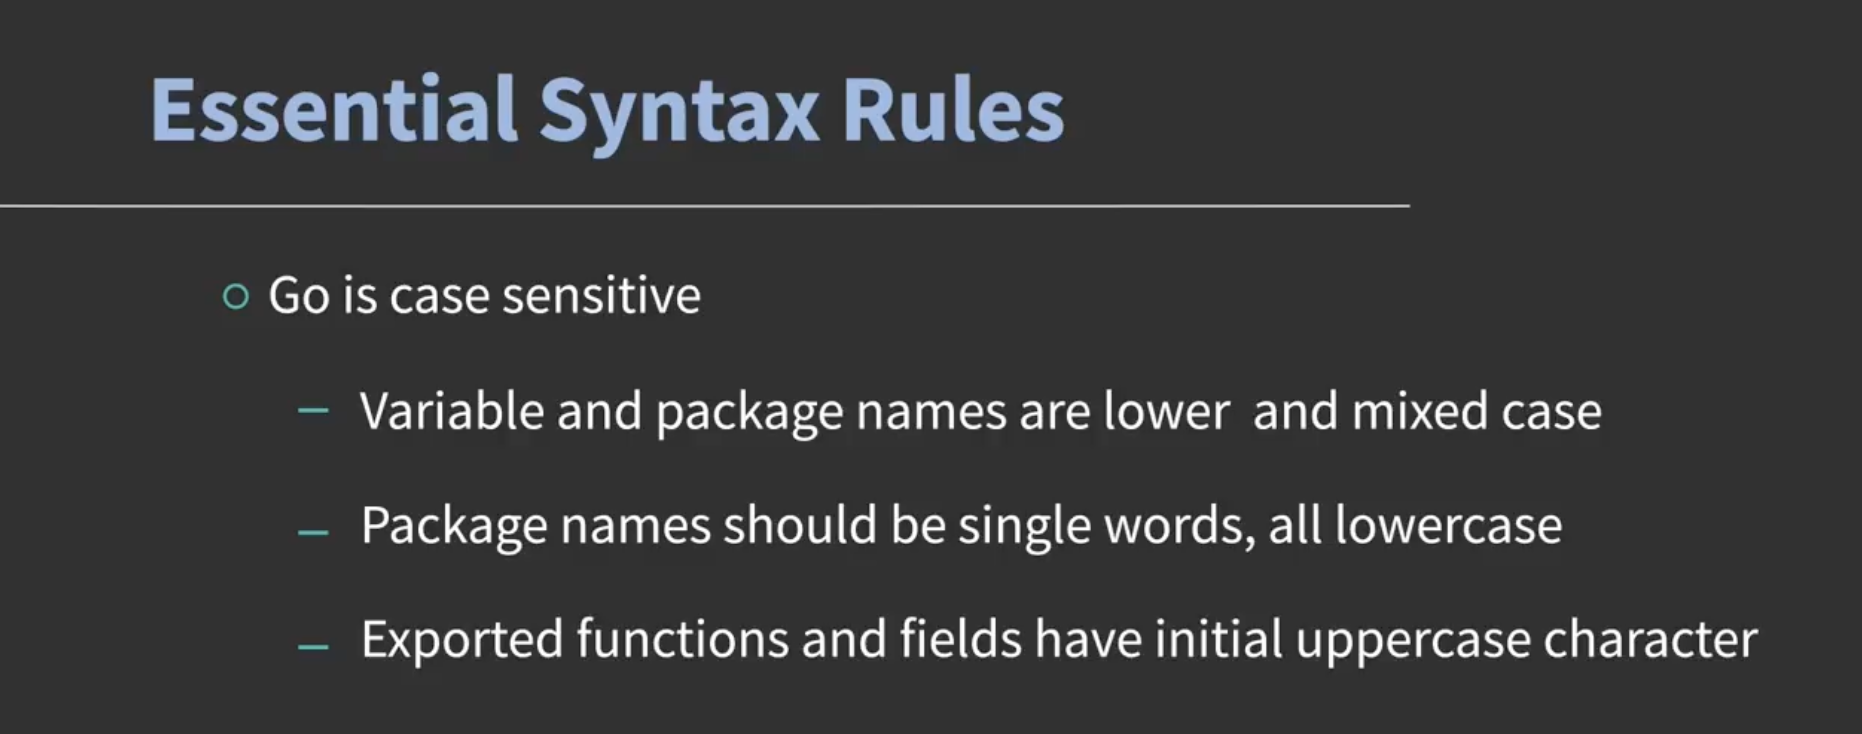 Essential Syntax Rules
Go is case sensitive
Variable and package names are lower  and mixed case
Package names should be single words, all lowercase
Exported functions and fields have initial uppercase character